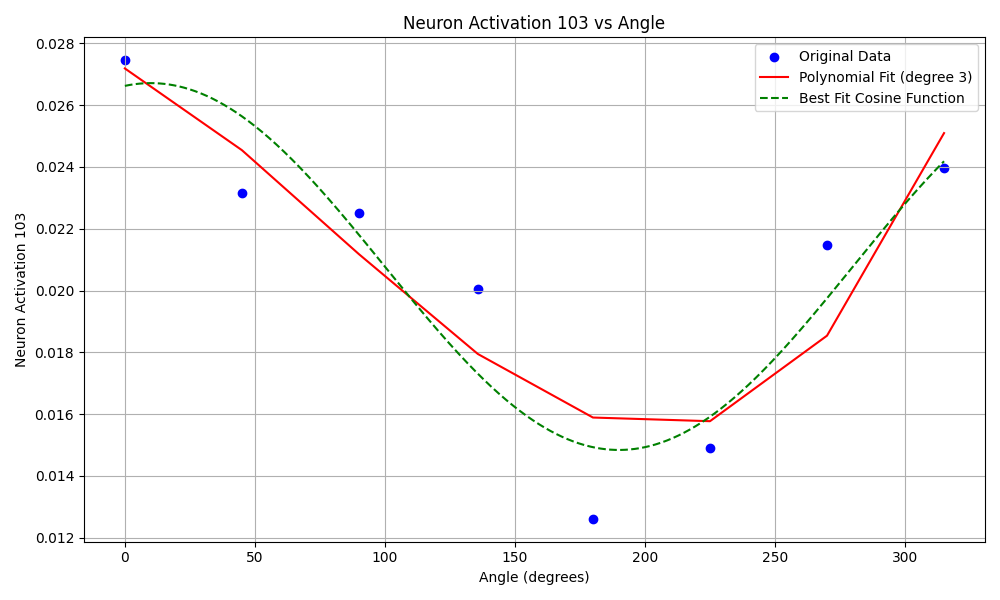 Neuron Activation 103 vs Angle
Original Data
Polynomial Fit (degree 3)
Best Fit Cosine Function
Neuron Activation 103
0.028
0.026
0.024
0.022
0.020
0.018
0.016
0.014
0.012
0 50 100 150 200 250 300
Angle (degrees)